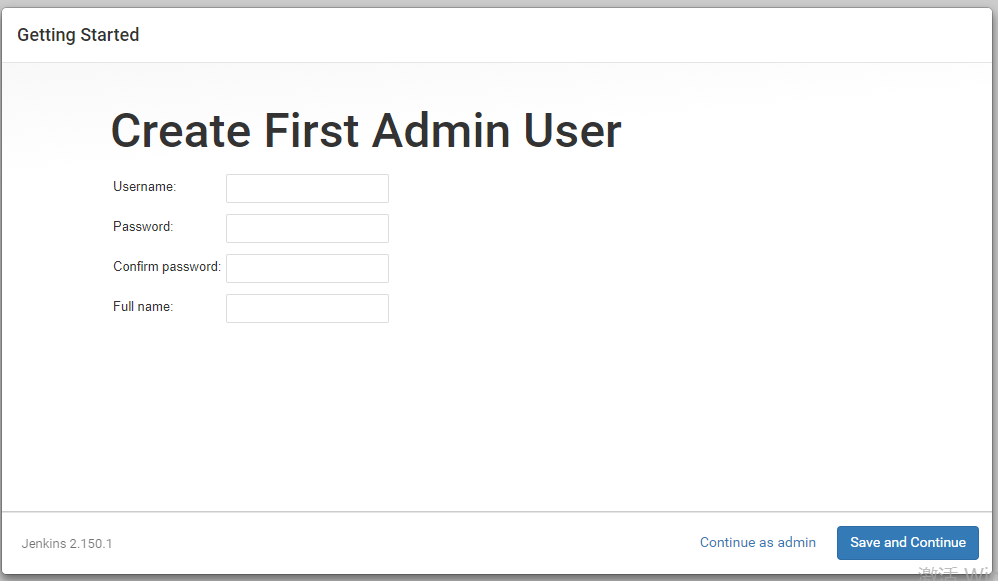 Getting Started
Create First Admin User
Username:
Password:
Confirm password:
Full name:
Jenkins 2.150.1
Continue as admin
Save and Continue
激活 Wi